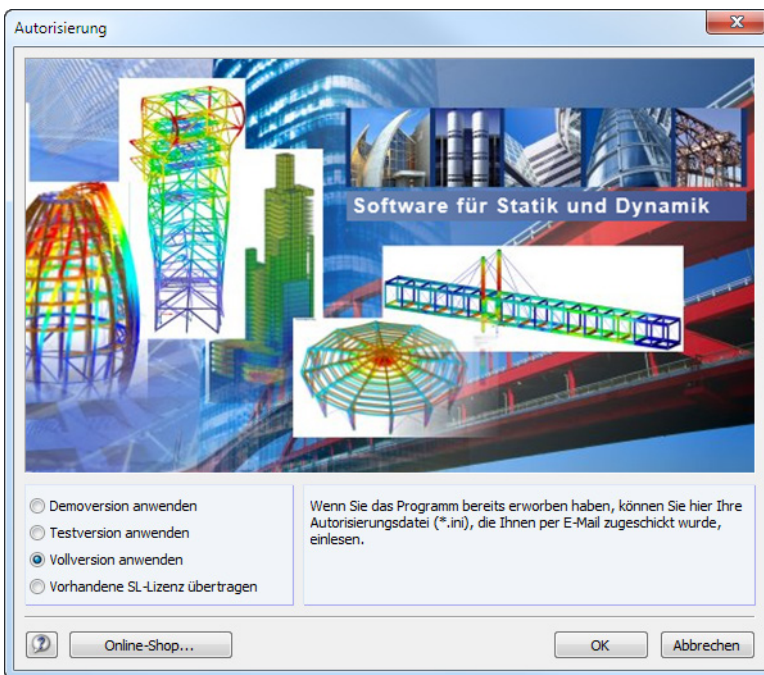 Autorisierung
Software für Statik und Dynamik
Demoversion anwenden
Testversion anwenden
Vollversion anwenden
Vorhandene SL-Lizenz übertragen
Wenn Sie das Programm bereits erworben haben, können Sie hier Ihre
Autorisierungsdatei (*.ini), die Ihnen per E-Mail zugeschickt wurde,
einlesen.
Online-Shop...
OK
Abbrechen